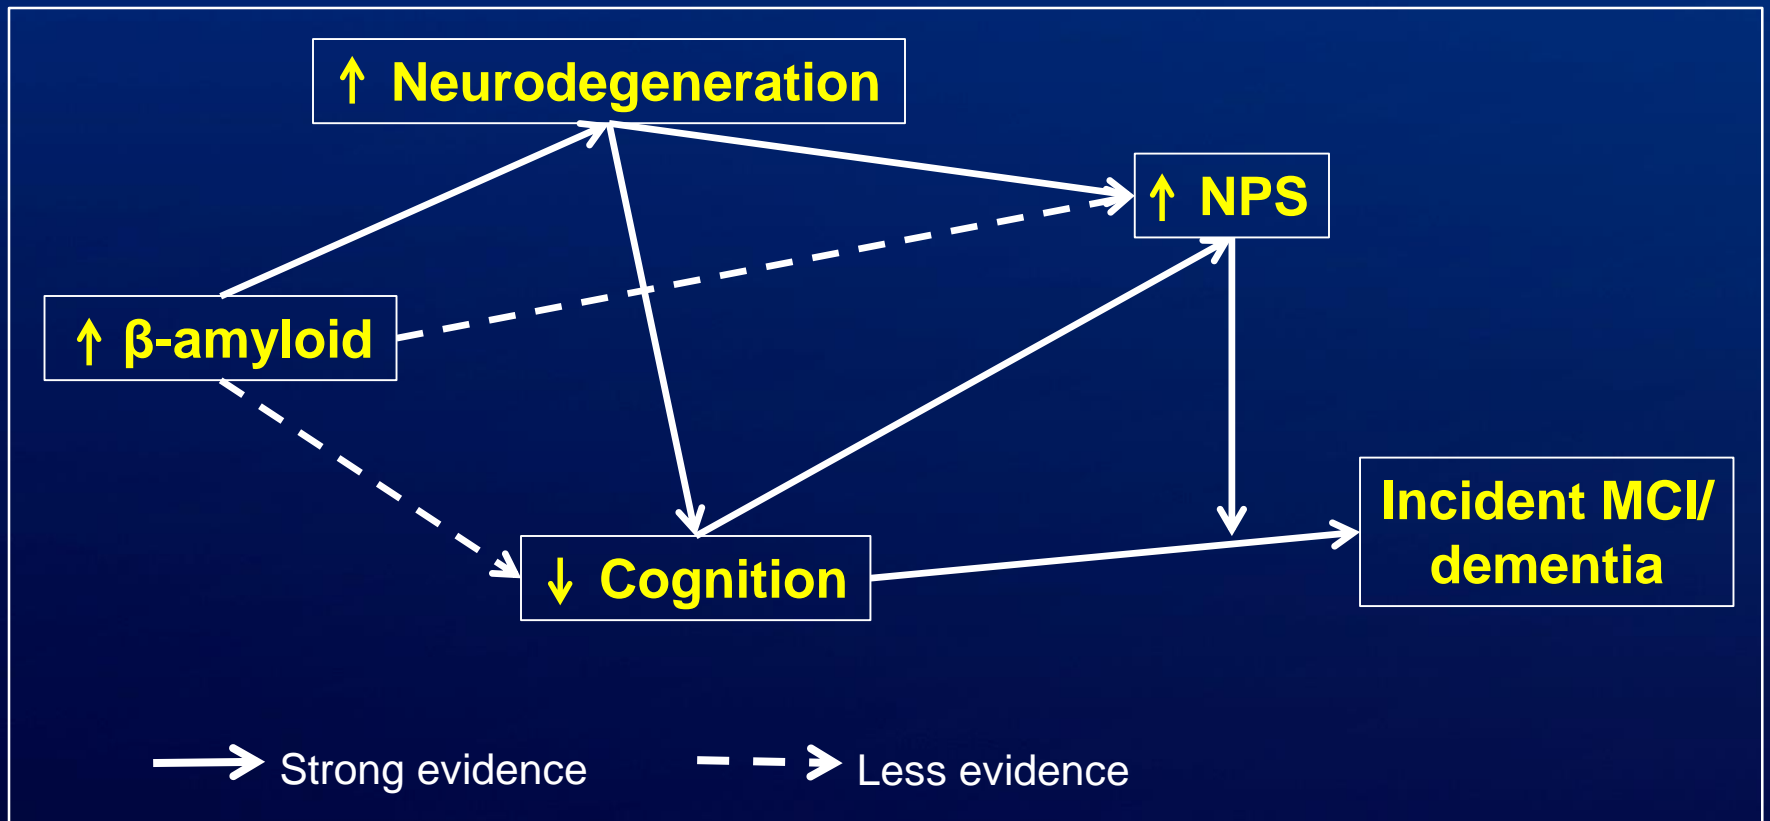 ↑ Neurodegeneration
↑ NPS
↑ β-amyloid
Incident MCI/
dementia
↓ Cognition
Strong evidence
Less evidence